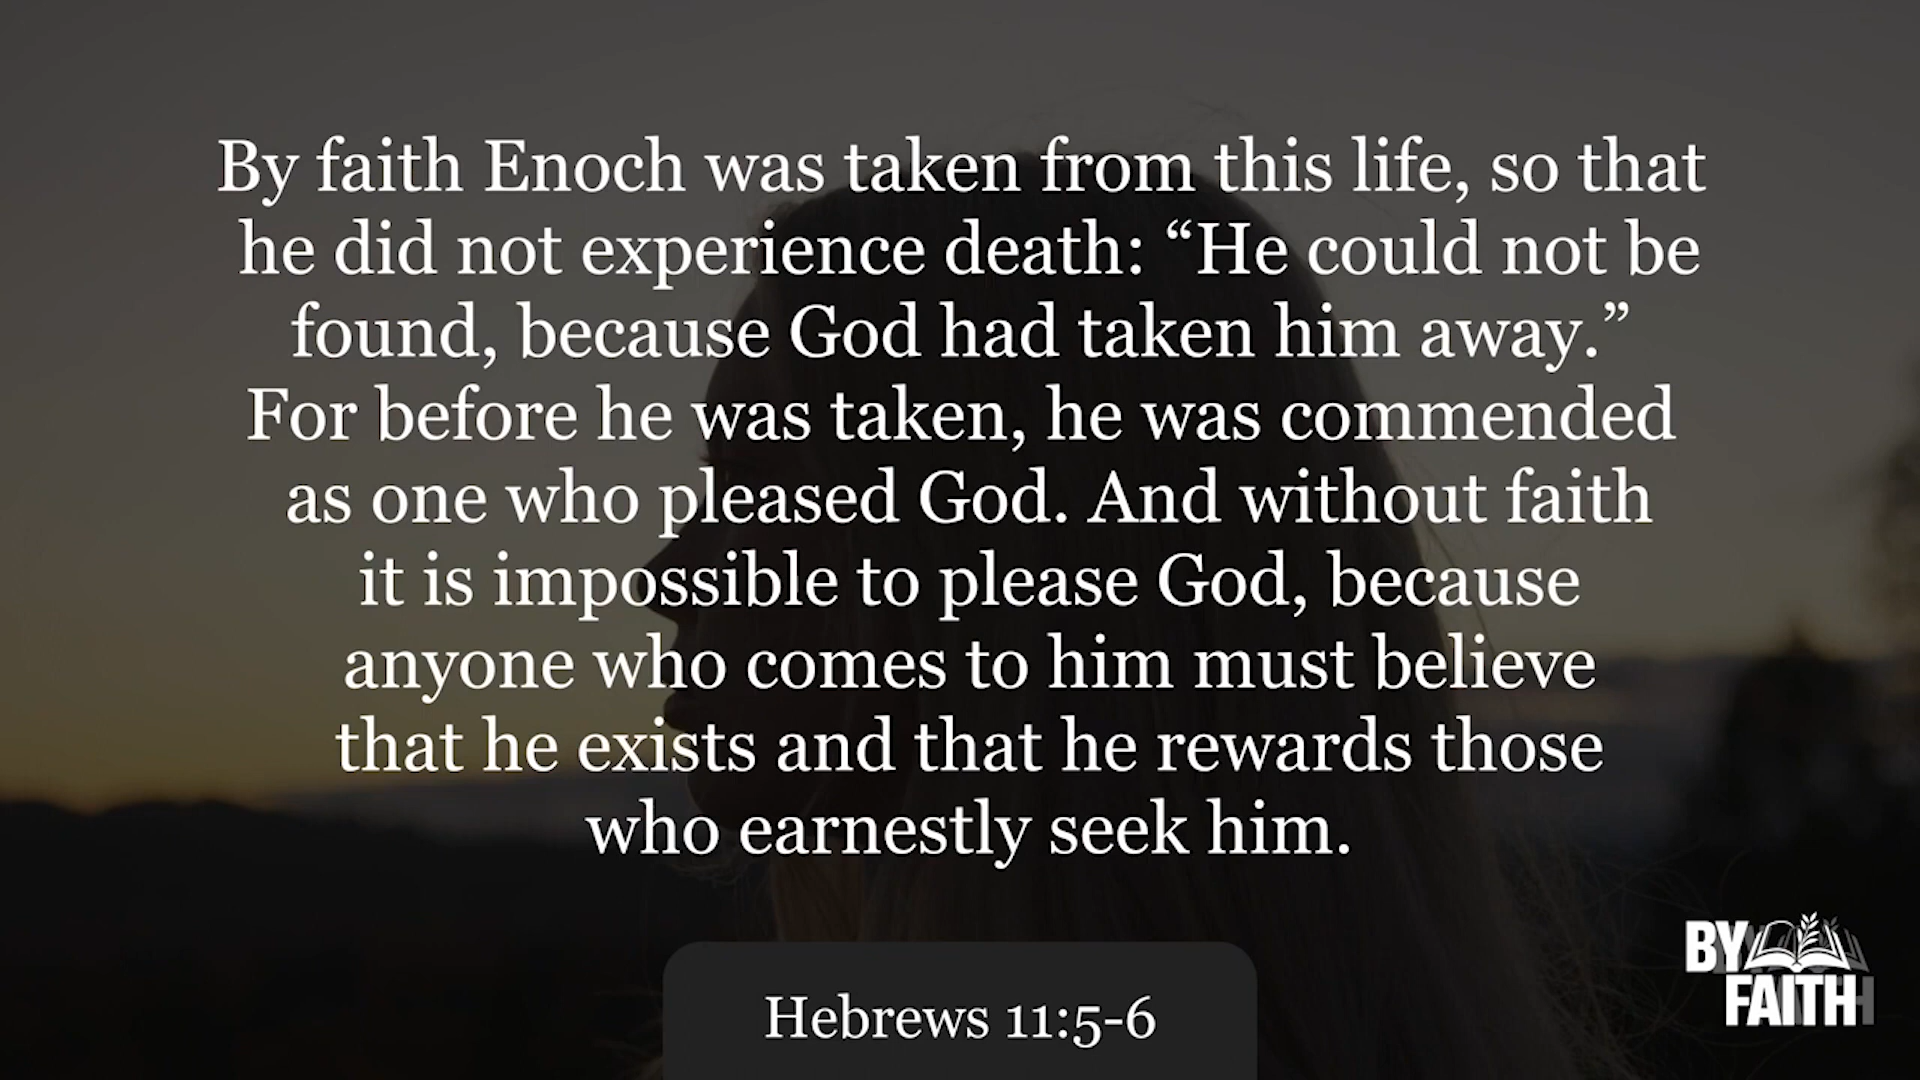 By faith Enoch was taken from this life, so that
he did not experience death: “He could not be
found, because God had taken him away.”
For before he was taken, he was commended
as one who pleased God. And without faith
it is impossible to please God, because
anyone who comes to him must believe
that he exists and that he rewards those
who earnestly seek him.
Hebrews 11:5-6
BY
FAITH